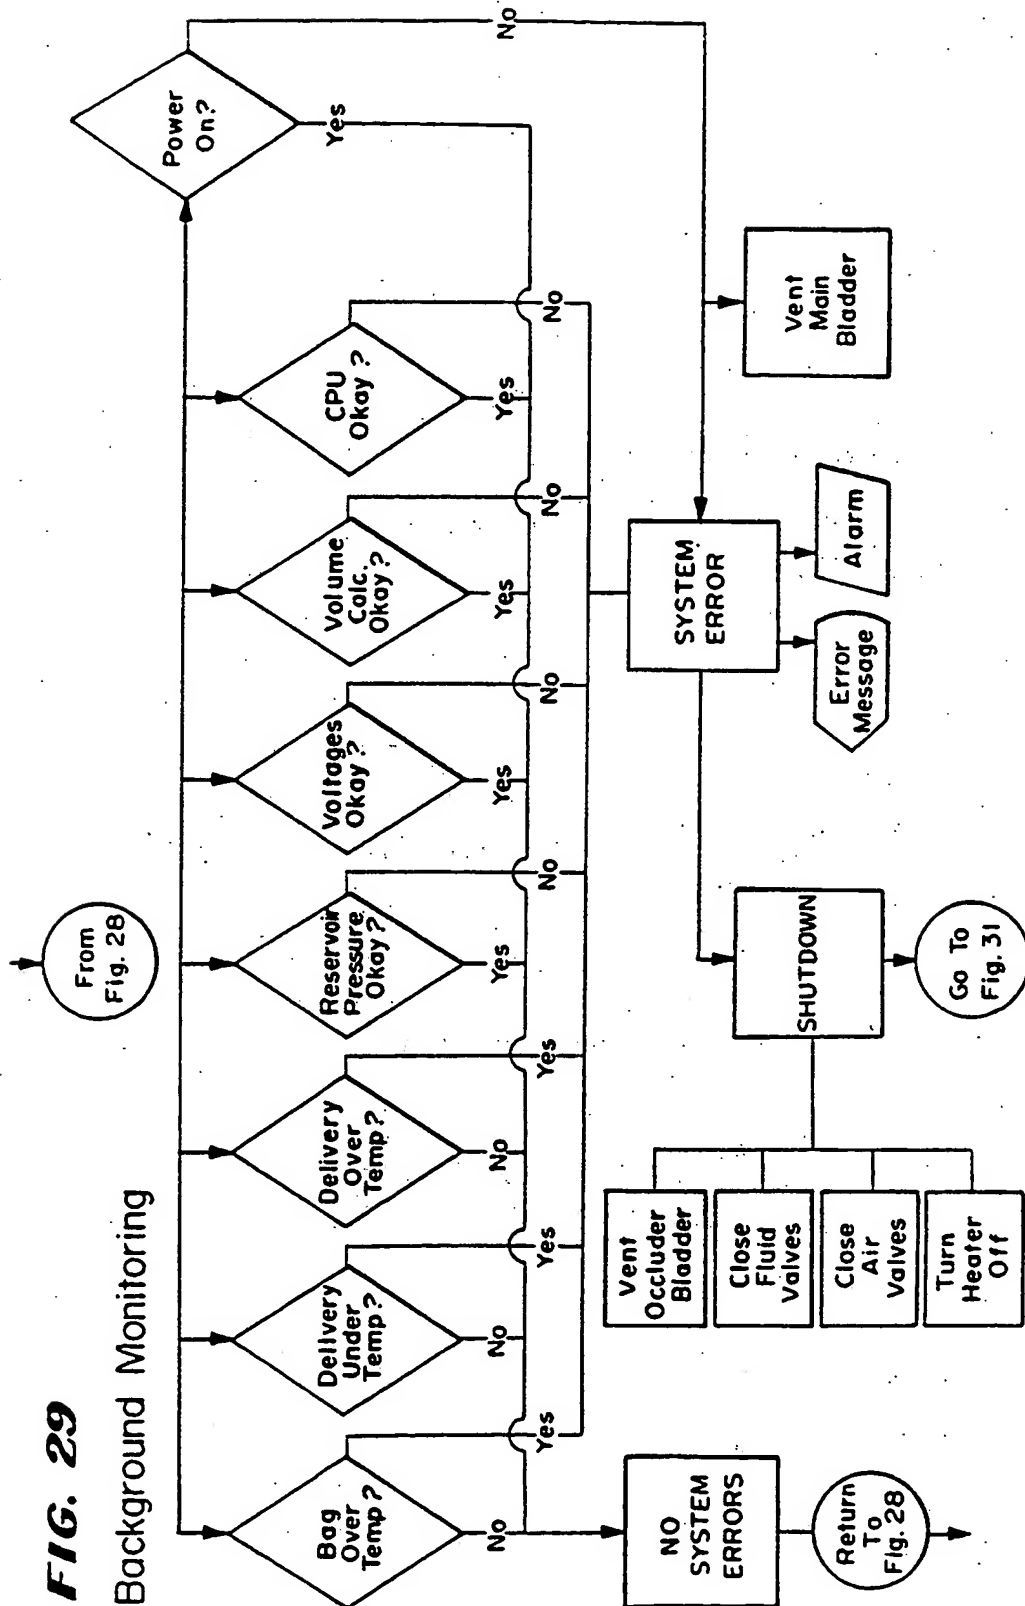 FIG. 29
Background Monitoring
From
Fig. 28
Bag
Over
Temp?
Delivery
Under
Temp?
Delivery
Over
Temp?
Reservoir
Pressure
Okay?
Voltages
Okay?
Volume
Calc.
Okay?
CPU
Okay?
Power
On?
No
Yes
No
Yes
No
Yes
Yes
No
Yes
No
Yes
No
Yes
No
Yes
No
NO
SYSTEM
ERRORS
Return
To
Fig. 28
SYSTEM
ERROR
Error
Message
Alarm
Vent
Main
Bladder
SHUTDOWN
Go To
Fig. 31
Vent
Occluder
Bladder
Close
Fluid
Valves
Close
Air
Valves
Turn
Heater
Off